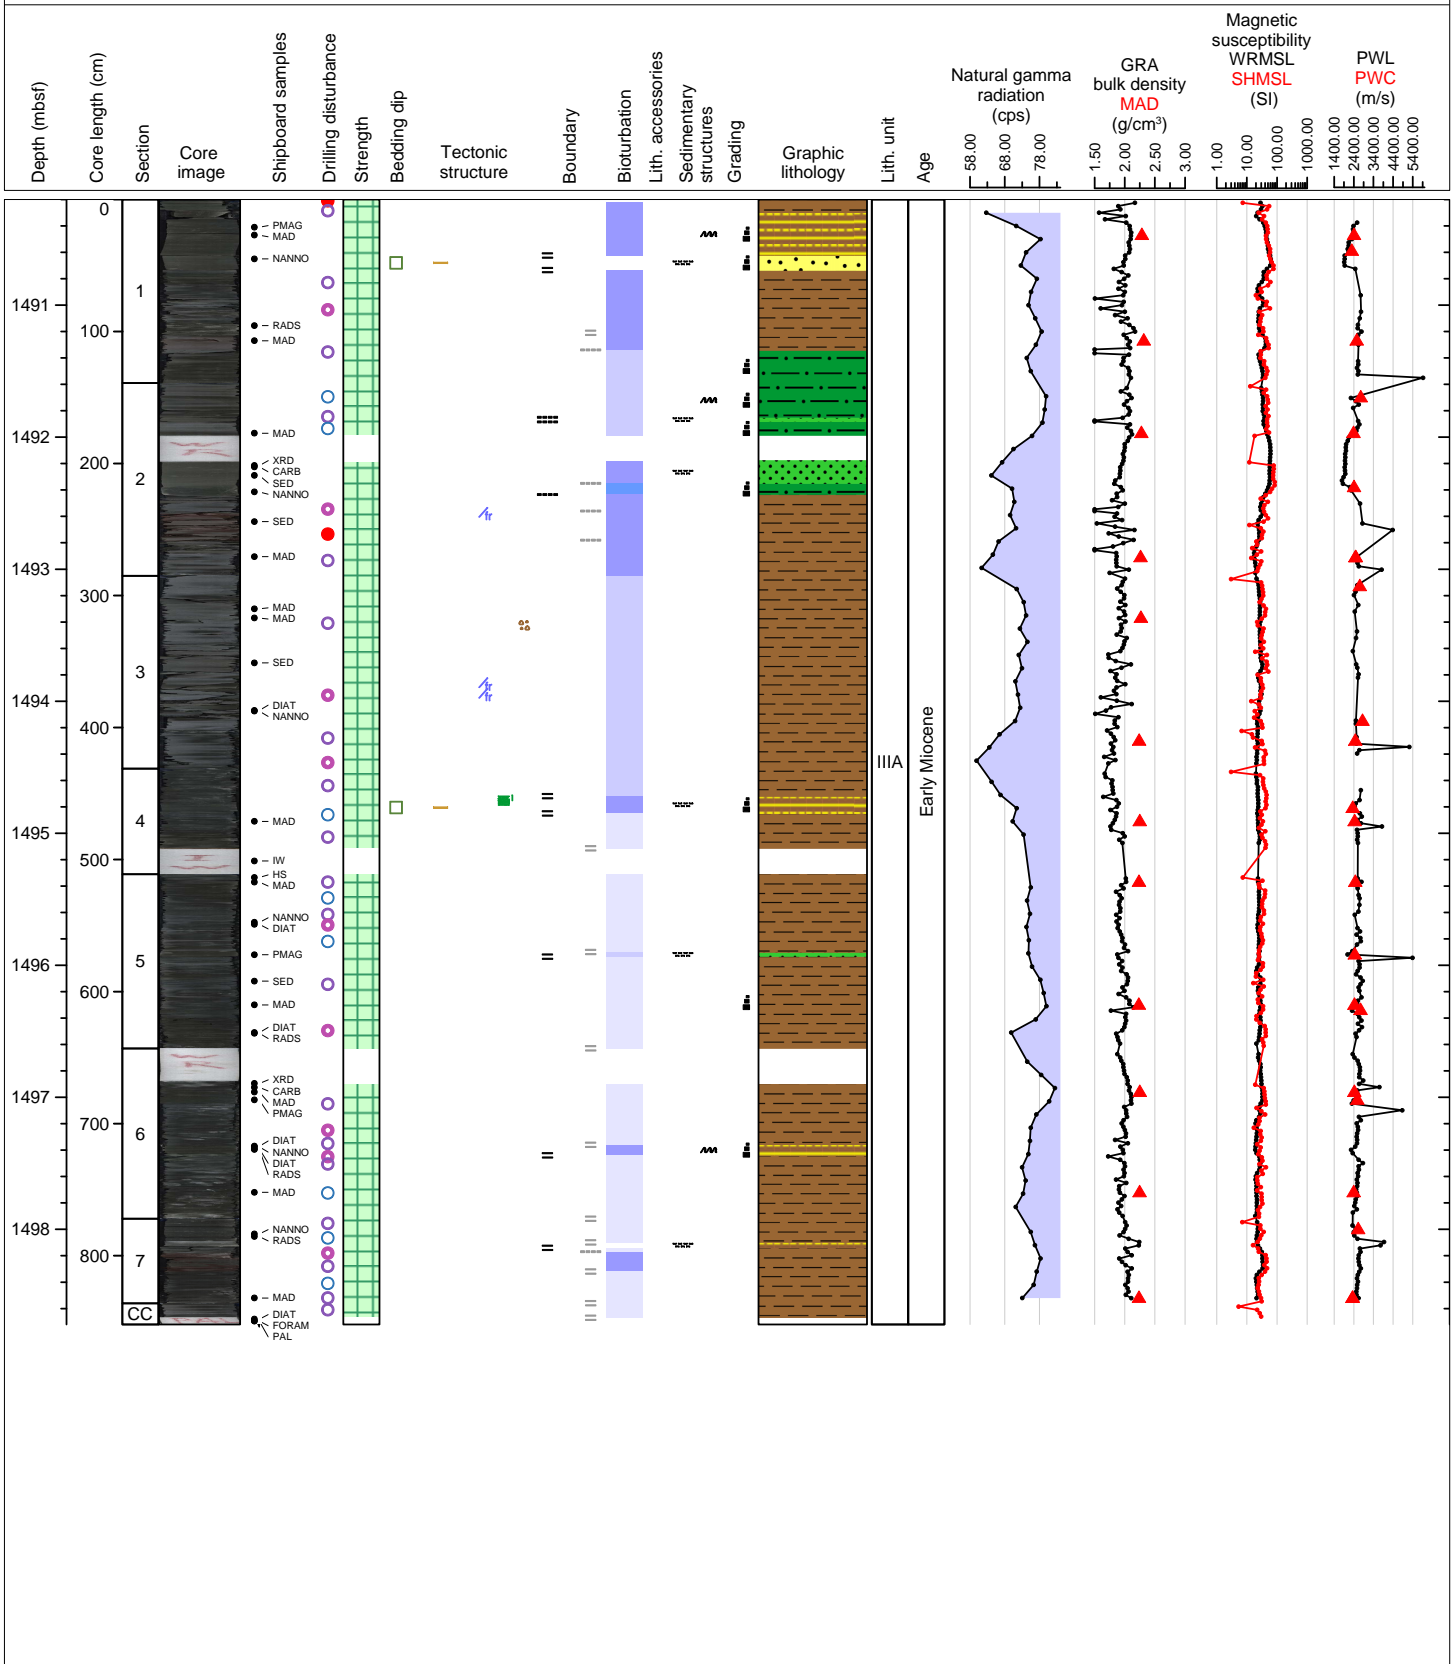 Depth (mbsf)
Core length (cm)
Section
Core
image
Shipboard samples
Drilling disturbance
Strength
Bedding dip
Tectonic
structure
Boundary
Bioturbation
Lith. accessories
Sedimentary
structures
Grading
Graphic
lithology
Lith. unit
Age
Natural gamma
radiation
(cps)
58.00 68.00 78.00
GRA
bulk density
MAD
(g/cm³)
1.50 2.00 2.50 3.00
Magnetic
susceptibility
WRMSL
SHMSL
(SI)
1.00 10.00 100.00 1000.00
PWL
PWC
(m/s)
1400.00 2400.00 3400.00 4400.00 5400.00
1491
1492
1493
1494
1495
1496
1497
1498
0
100
200
300
400
500
600
700
800
1
2
3
4
5
6
7
CC
PMAG
MAD
NANNO
RADS
MAD
MAD
XRD
CARB
SED
NANNO
SED
MAD
MAD
MAD
SED
DIAT
NANNO
MAD
IW
HS
MAD
NANNO
DIAT
PMAG
SED
MAD
DIAT
RADS
XRD
CARB
MAD
PMAG
DIAT
NANNO
DIAT
RADS
MAD
NANNO
RADS
MAD
DIAT
FORAM
PAL
fr
fr
fr
IIIA
Early Miocene